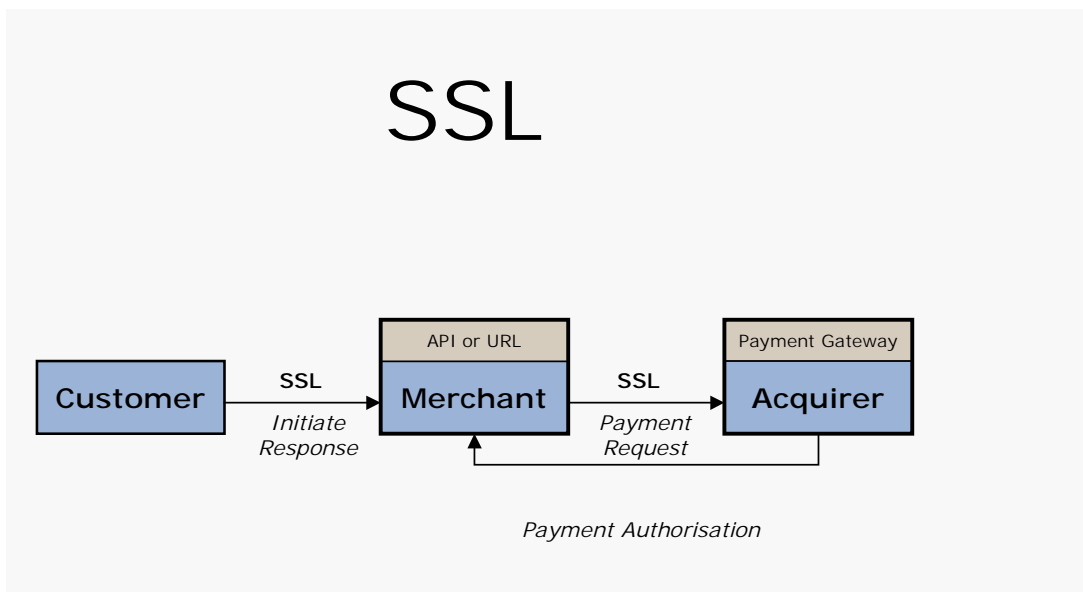 SSL
Customer
SSL
Initiate
Response
API or URL
Merchant
SSL
Payment
Request
Payment Gateway
Acquirer
Payment Authorisation